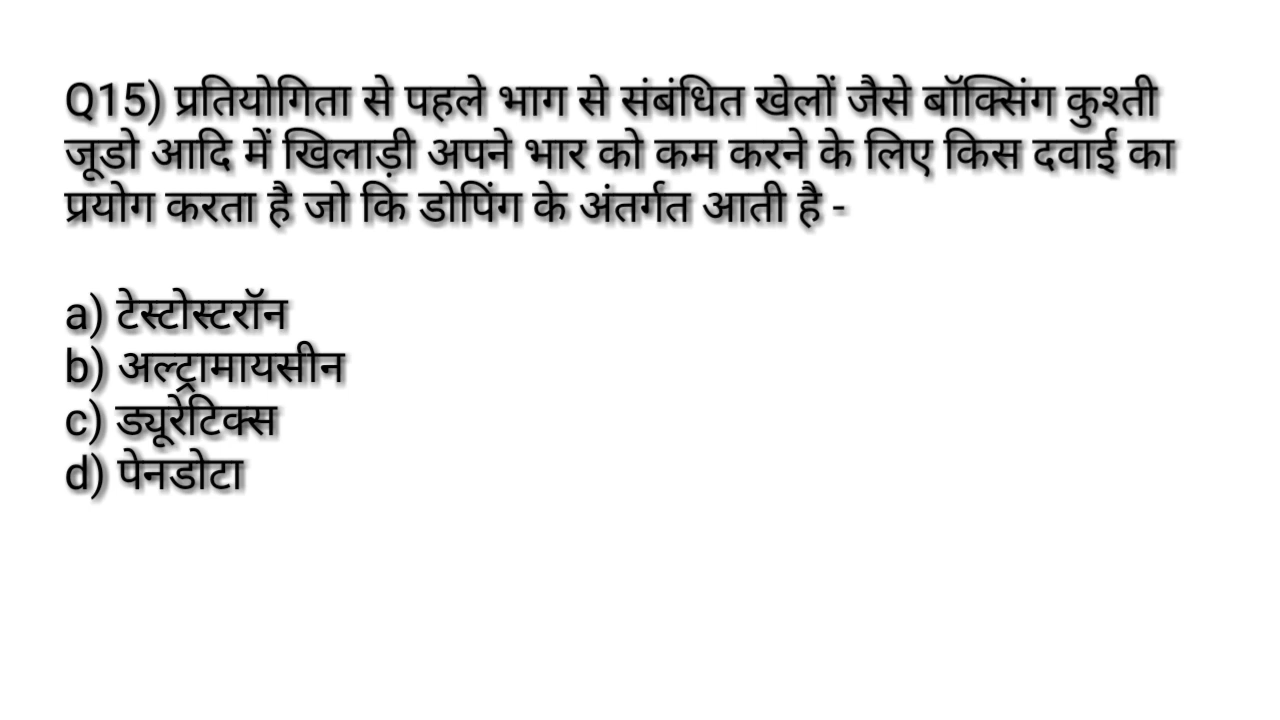 Q15) प्रतियोगिता से पहले भाग से संबंधित खेलों जैसे बॉक्सिंग कुश्ती
जूडो आदि में खिलाड़ी अपने भार को कम करने के लिए किस दवाई का
प्रयोग करता है जो कि डोपिंग के अंतर्गत आती है -
a) टेस्टोस्टरॉन
b) अल्ट्रामायसीन
c) ड्यूरेटिक्स
d) पेनडोटा